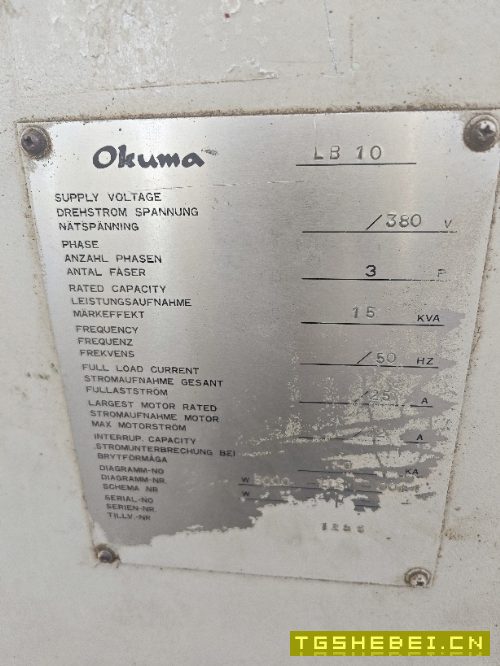 Okuma LB 10
SUPPLY VOLTAGE
DREHSTROM SPANNUNG
NÄTSPÄNNING /380 V
PHASE
ANZAHL PHASEN
ANTAL FASER 3 P
RATED CAPACITY
LEISTUNGSAUFNAHME
MÄRKEFFEKT 15 KVA
FREQUENCY
FREQUENZ
FREKVENS /50 HZ
FULL LOAD CURRENT
STROMAUFNAHME GESANT
FULLASTSTRÖM /25 A
LARGEST MOTOR RATED
STROMAUFNAHME MOTOR
MAX MOTORSTRÖM / A
INTERRUP. CAPACITY
STROMUNTERBRECHUNG BEI
BRYTFÖRMÅGA KA
DIAGRAMM-NO
DIAGRAMM-NR. W
SCHEMA NR W
SERIAL-NO
SERIEN-NR.
TILLV.-NR
TGSHEBEI.CN